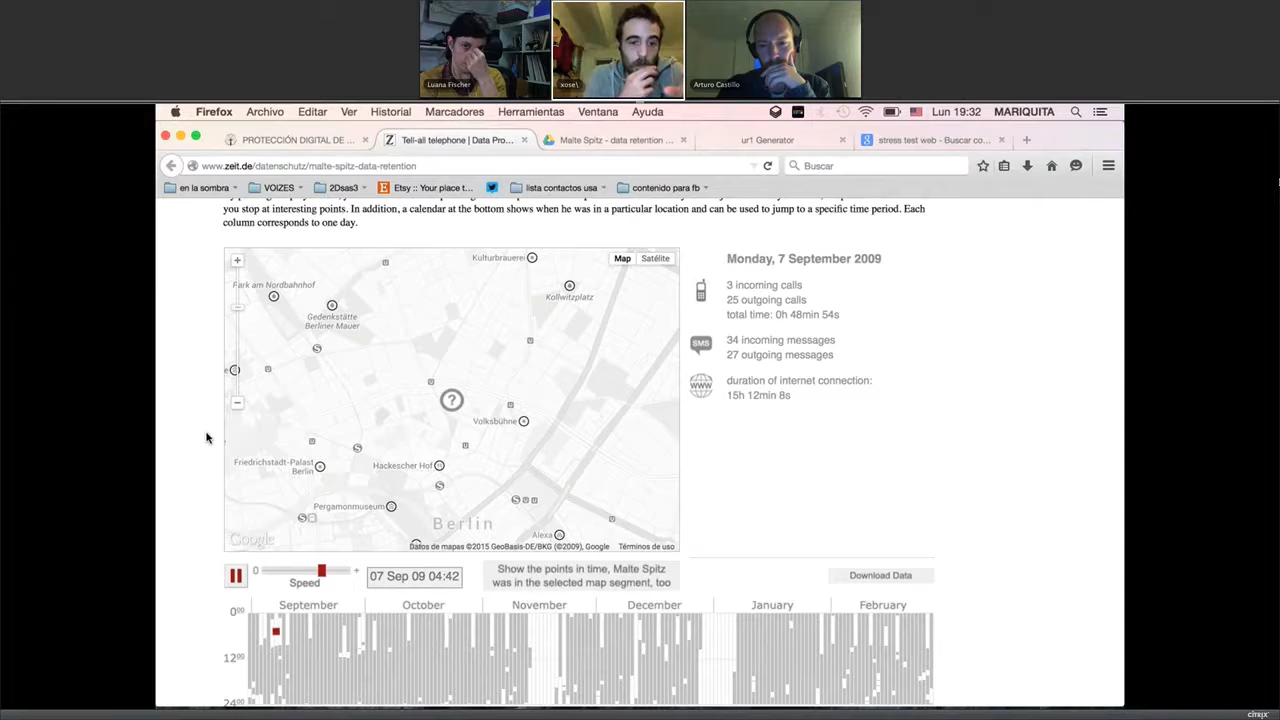 Luana Fischer
xose\
Arturo Castillo
Firefox Archivo Editar Ver Historial Marcadores Herramientas Ventana Ayuda Lun 19:32 MARIQUITA
PROTECCIÓN DIGITAL DE ...
Tell-all telephone | Data Pro...
Malte Spitz - data retention ...
ur1 Generator
stress test web - Buscar co...
www.zeit.de/datenschutz/malte-spitz-data-retention
Buscar
en la sombra VOIZES 2Dsas3 Etsy :: Your place t... lista contactos usa contenido para fb
you stop at interesting points. In addition, a calendar at the bottom shows when he was in a particular location and can be used to jump to a specific time period. Each
column corresponds to one day.
Kulturbrauerei
Map Satélite
Park am Nordbahnhof
Kollwitzplatz
Gedenkstätte
Berliner Mauer
?
Volksbühne
Friedrichstadt-Palast
Berlin
Hackescher Hof
Pergamonmuseum
Berlin
Alexa
Google
Datos de mapas ©2015 GeoBasis-DE/BKG (©2009), Google Términos de uso
Monday, 7 September 2009
3 incoming calls
25 outgoing calls
total time: 0h 48min 54s
SMS
34 incoming messages
27 outgoing messages
WWW
duration of internet connection:
15h 12min 8s
0 +
Speed
07 Sep 09 04:42
Show the points in time, Malte Spitz
was in the selected map segment, too
Download Data
September October November December January February
000
1200
2400
CITRIX